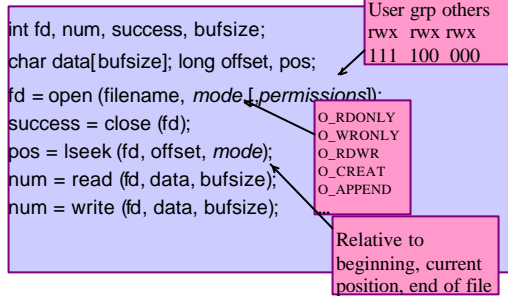 int fd, num, success, bufsize;
char data[bufsize]; long offset, pos;
fd = open (filename, mode [,permissions]);
success = close (fd);
pos = lseek (fd, offset, mode);
num = read (fd, data, bufsize);
num = write (fd, data, bufsize);
User grp others
rwx rwx rwx
111 100 000
O_RDONLY
O_WRONLY
O_RDWR
O_CREAT
O_APPEND
...
Relative to
beginning, current
position, end of file